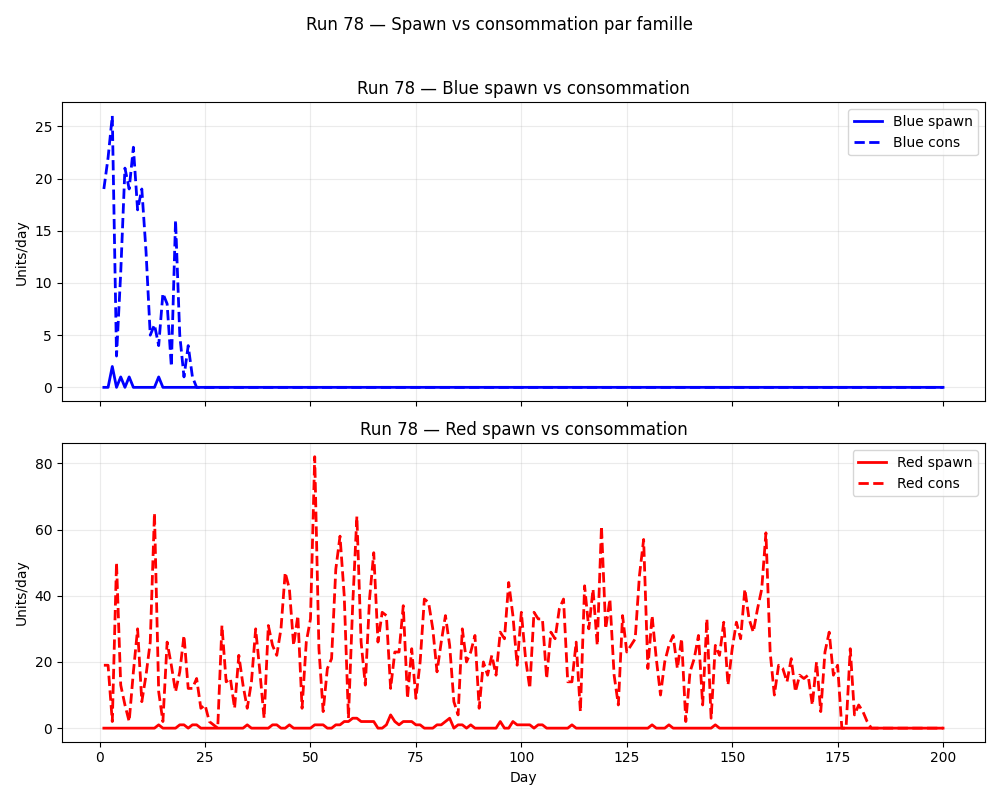 Run 78 — Spawn vs consommation par famille
Run 78 — Blue spawn vs consommation
Units/day
25
20
15
10
5
0
Blue spawn
Blue cons
Run 78 — Red spawn vs consommation
Units/day
80
60
40
20
0
Red spawn
Red cons
0 25 50 75 100 125 150 175 200
Day